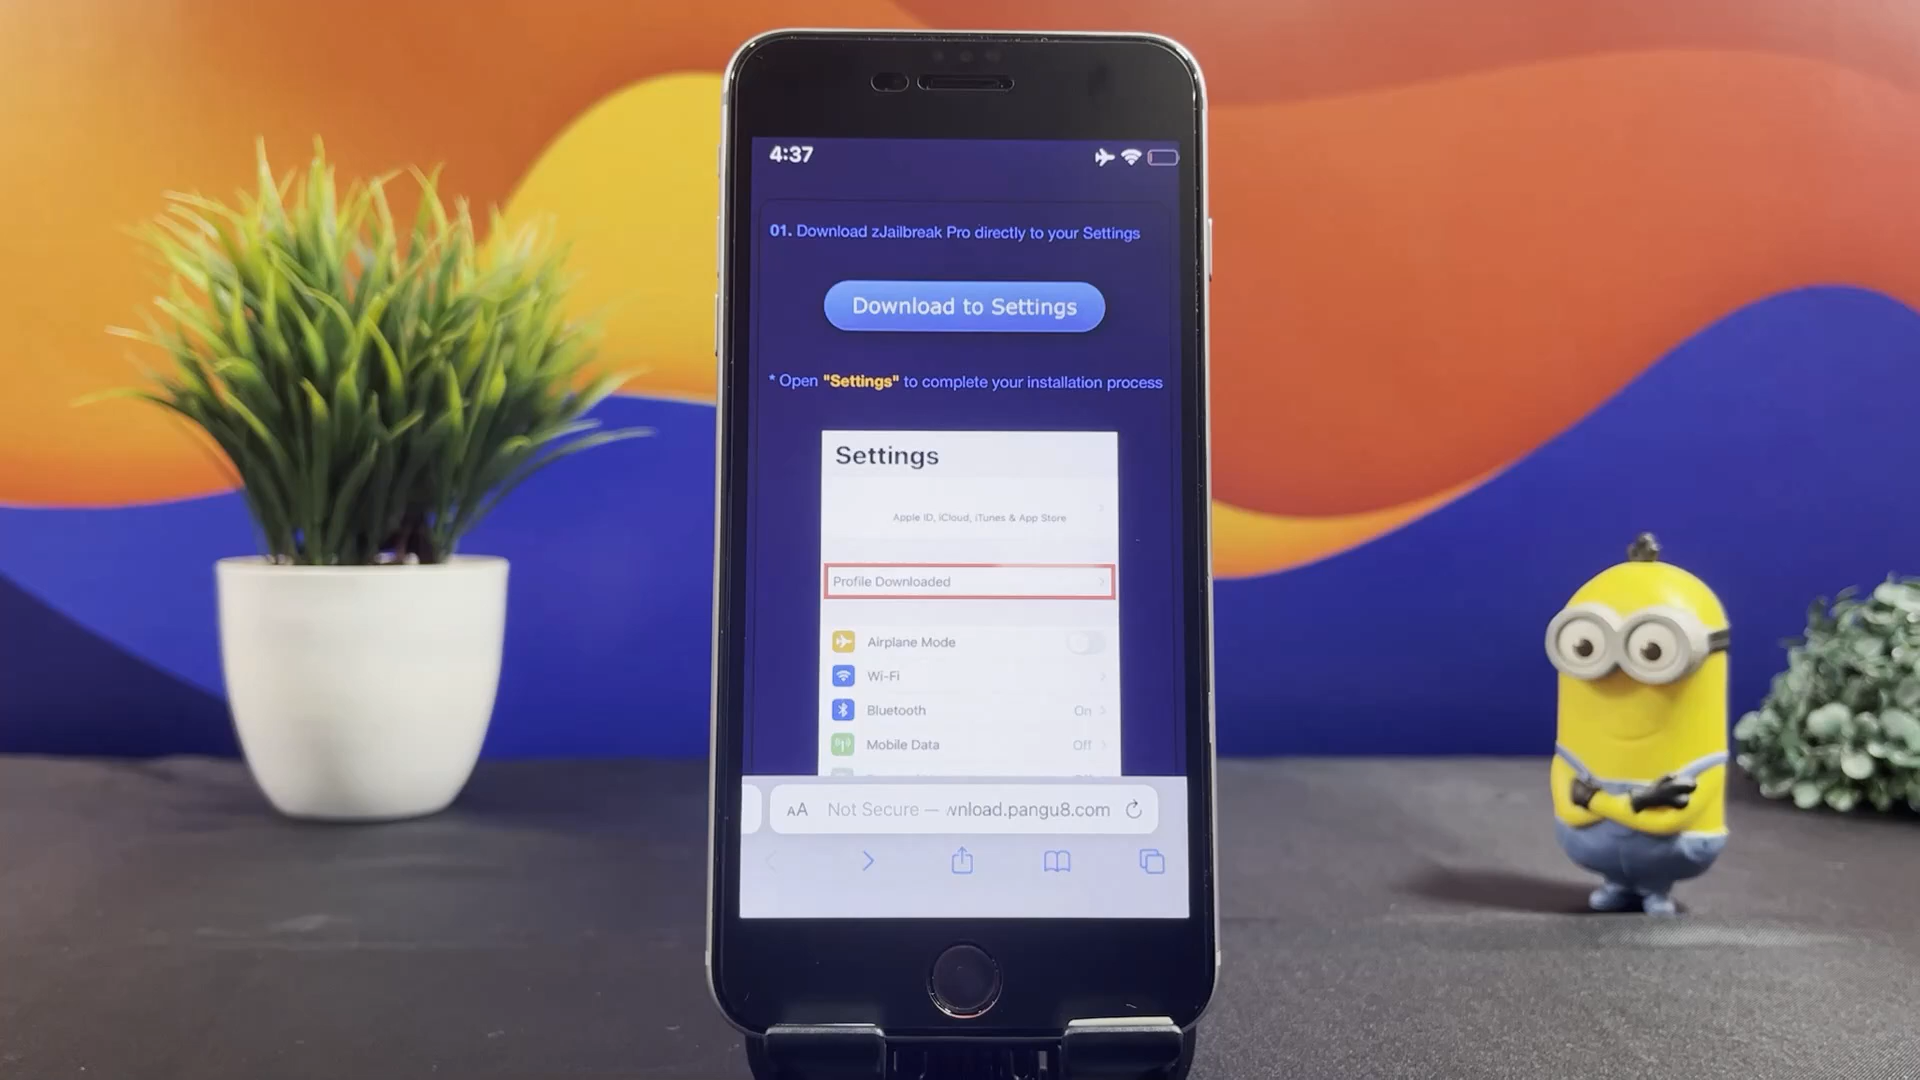 4:37
01. Download zJailbreak Pro directly to your Settings
Download to Settings
* Open "Settings" to complete your installation process
Settings
Apple ID, iCloud, iTunes & App Store
Profile Downloaded
Airplane Mode
Wi-Fi
Bluetooth On
Mobile Data Off
AA Not Secure — wnload.pangu8.com